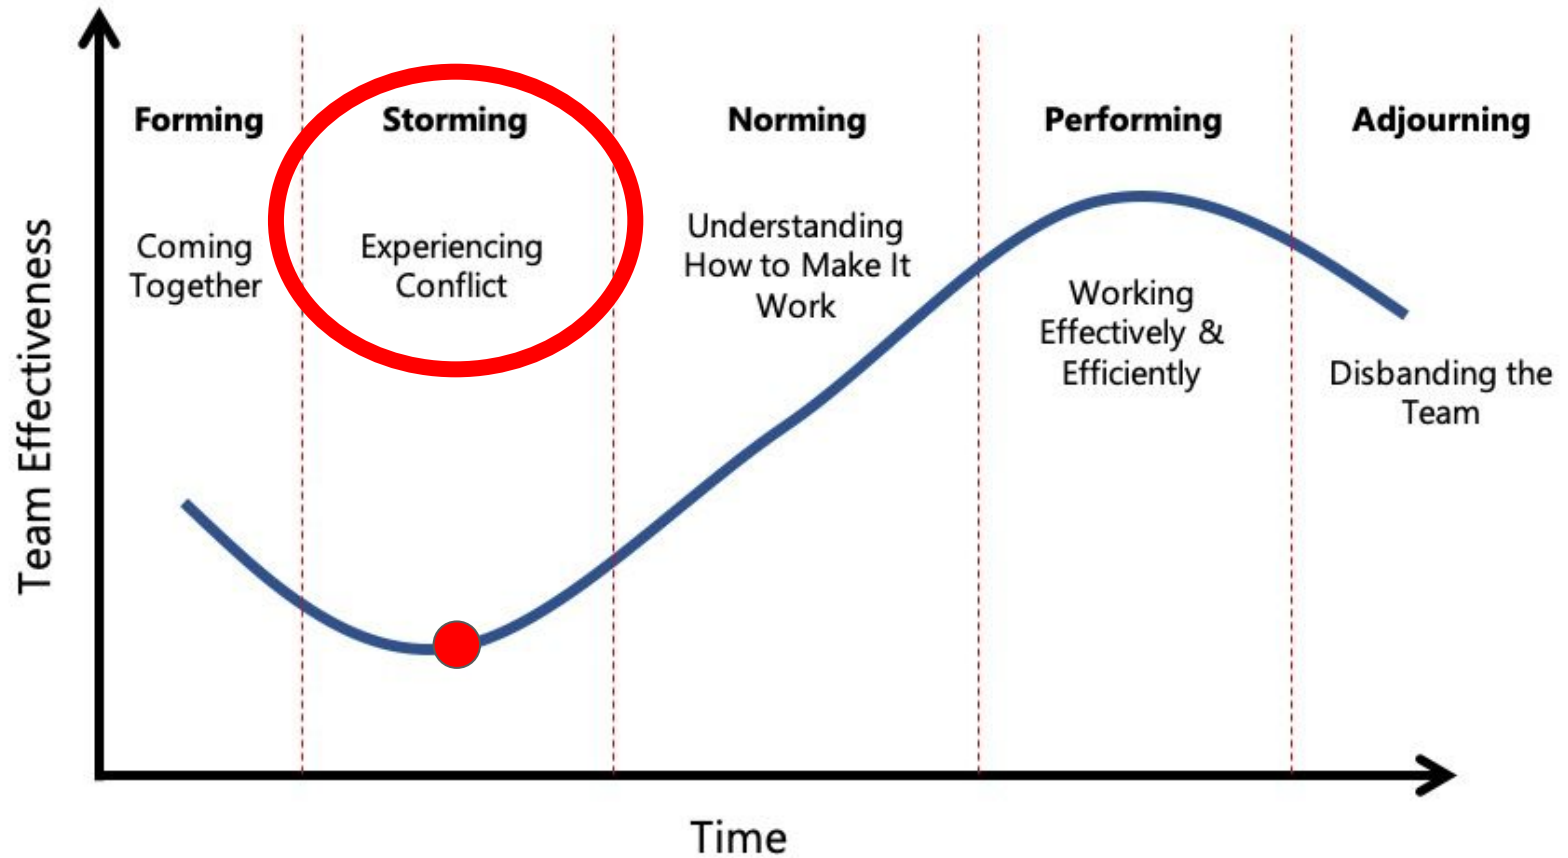 Forming
Storming
Norming
Performing
Adjourning
Coming
Together
Experiencing
Conflict
Understanding
How to Make It
Work
Working
Effectively &
Efficiently
Disbanding the
Team
Team Effectiveness
Time